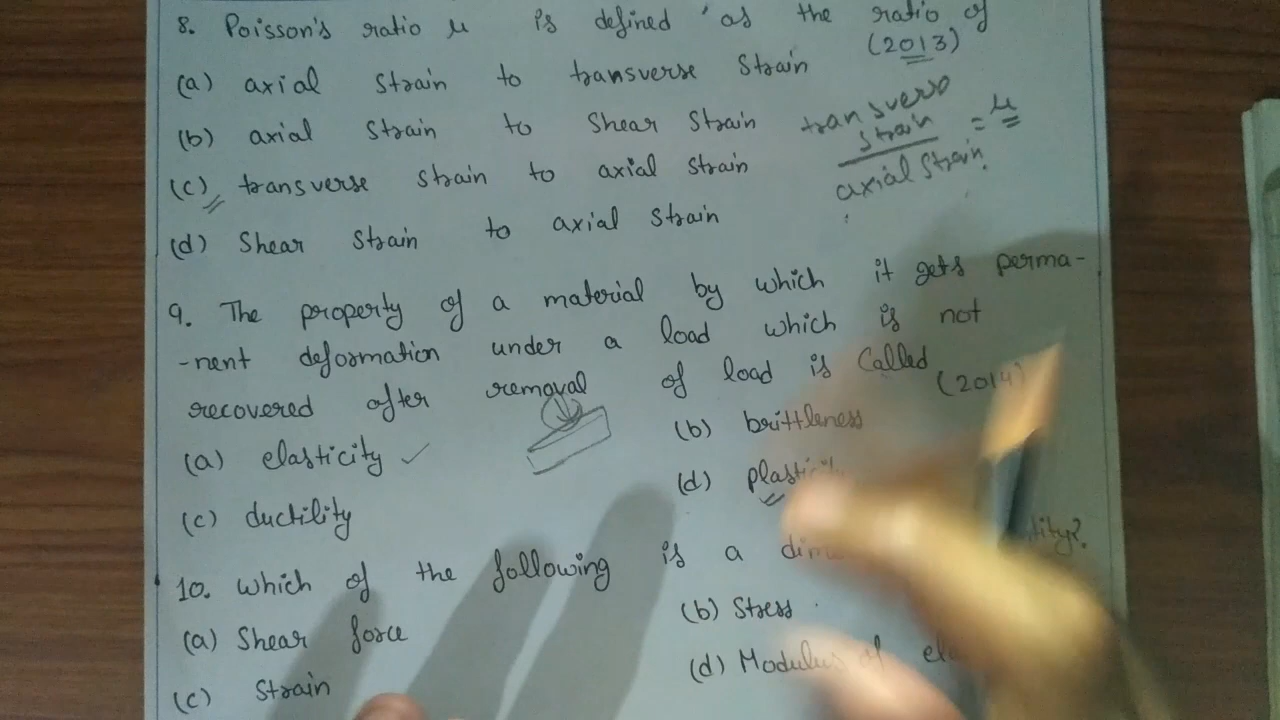 8. Poisson's ratio μ is defined as the ratio of
(2013)
(a) axial strain to transverse strain
(b) axial strain to shear strain
(c) transverse strain to axial strain
(d) Shear strain to axial strain
transverse
strain
= μ
axial strain
9. The property of a material by which it gets perma-
-nent deformation under a load which is not
recovered after removal of load is called
(2014)
(a) elasticity ✓
(b) brittleness
(c) ductility
(d)
10. which of the following is a
(a) Shear force
(b) Stress
(c) Strain
(d) Modulus of